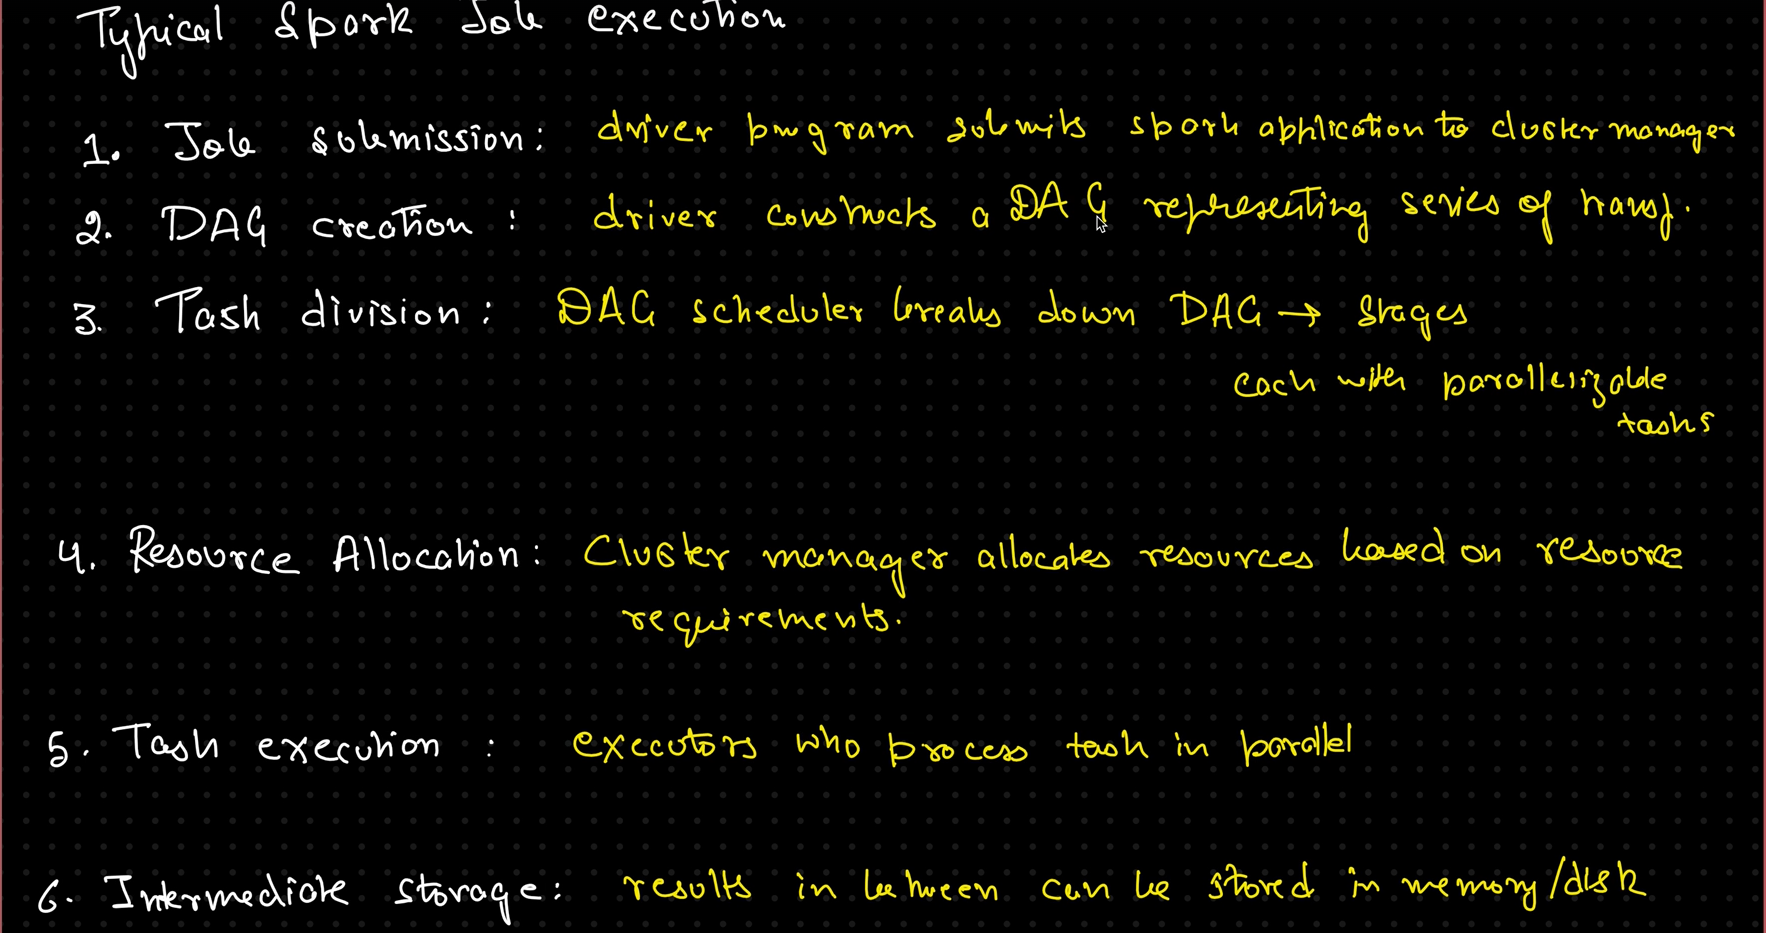 Typical Spark Job execution
1. Job submission: driver program submits spark application to cluster manager
2. DAG creation : driver constructs a DAG representing series of transf.
3. Task division : DAG scheduler breaks down DAG → Stages
each with parallelizable
tasks
4. Resource Allocation : Cluster manager allocates resources based on resource
requirements.
5. Task execution : executors who process task in parallel
6. Intermediate storage : results in between can be stored in memory/disk